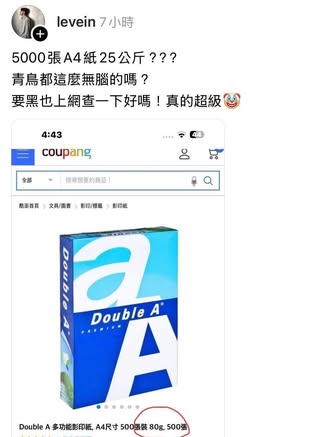 levein 7小時
5000張A4紙25公斤???
青鳥都這麼無腦的嗎?
要黑也上網查一下好嗎!真的超級🤡
4:43
44
coupang
全部
搜尋想要的商品!
酷澎首頁 > 文具/圖書 > 影印/標籤 > 影印紙
Double A
a
Double A
PREMIUM
A
Double A 多功能影印紙, A4尺寸 500張裝 80g, 500張